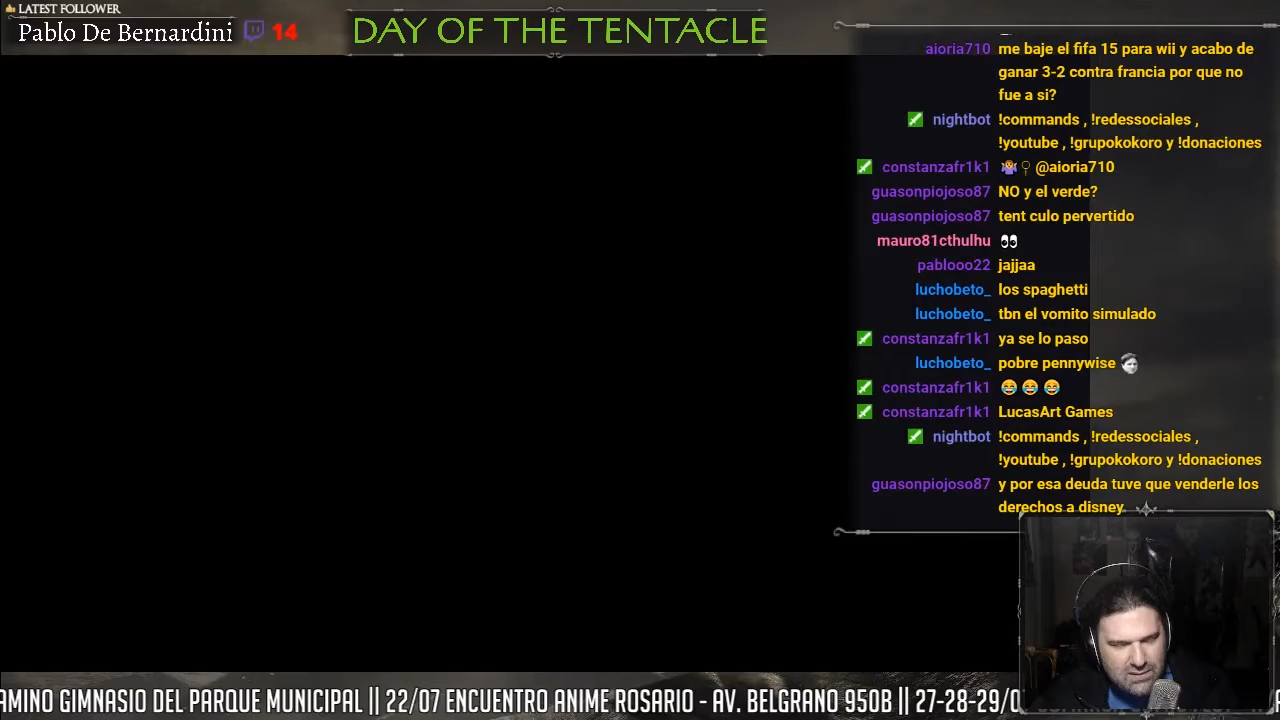 LATEST FOLLOWER
Pablo De Bernardini 14
DAY OF THE TENTACLE
aioria710 me baje el fifa 15 para wii y acabo de
ganar 3-2 contra francia por que no
fue a si?
nightbot !commands , !redessociales ,
!youtube , !grupokokoro y !donaciones
constanzafr1k1 @aioria710
guasonpiojoso87 NO y el verde?
guasonpiojoso87 tent culo pervertido
mauro81cthulhu 👀
pablooo22 jajjaa
luchobeto_ los spaghetti
luchobeto_ tbn el vomito simulado
constanzafr1k1 ya se lo paso
luchobeto_ pobre pennywise
constanzafr1k1 😂 😂 😂
constanzafr1k1 LucasArt Games
nightbot !commands , !redessociales ,
!youtube , !grupokokoro y !donaciones
guasonpiojoso87 y por esa deuda tuve que venderle los
derechos a disney
AMINO GIMNASIO DEL PARQUE MUNICIPAL || 22/07 ENCUENTRO ANIME ROSARIO - AV. BELGRANO 950B || 27-28-29/0